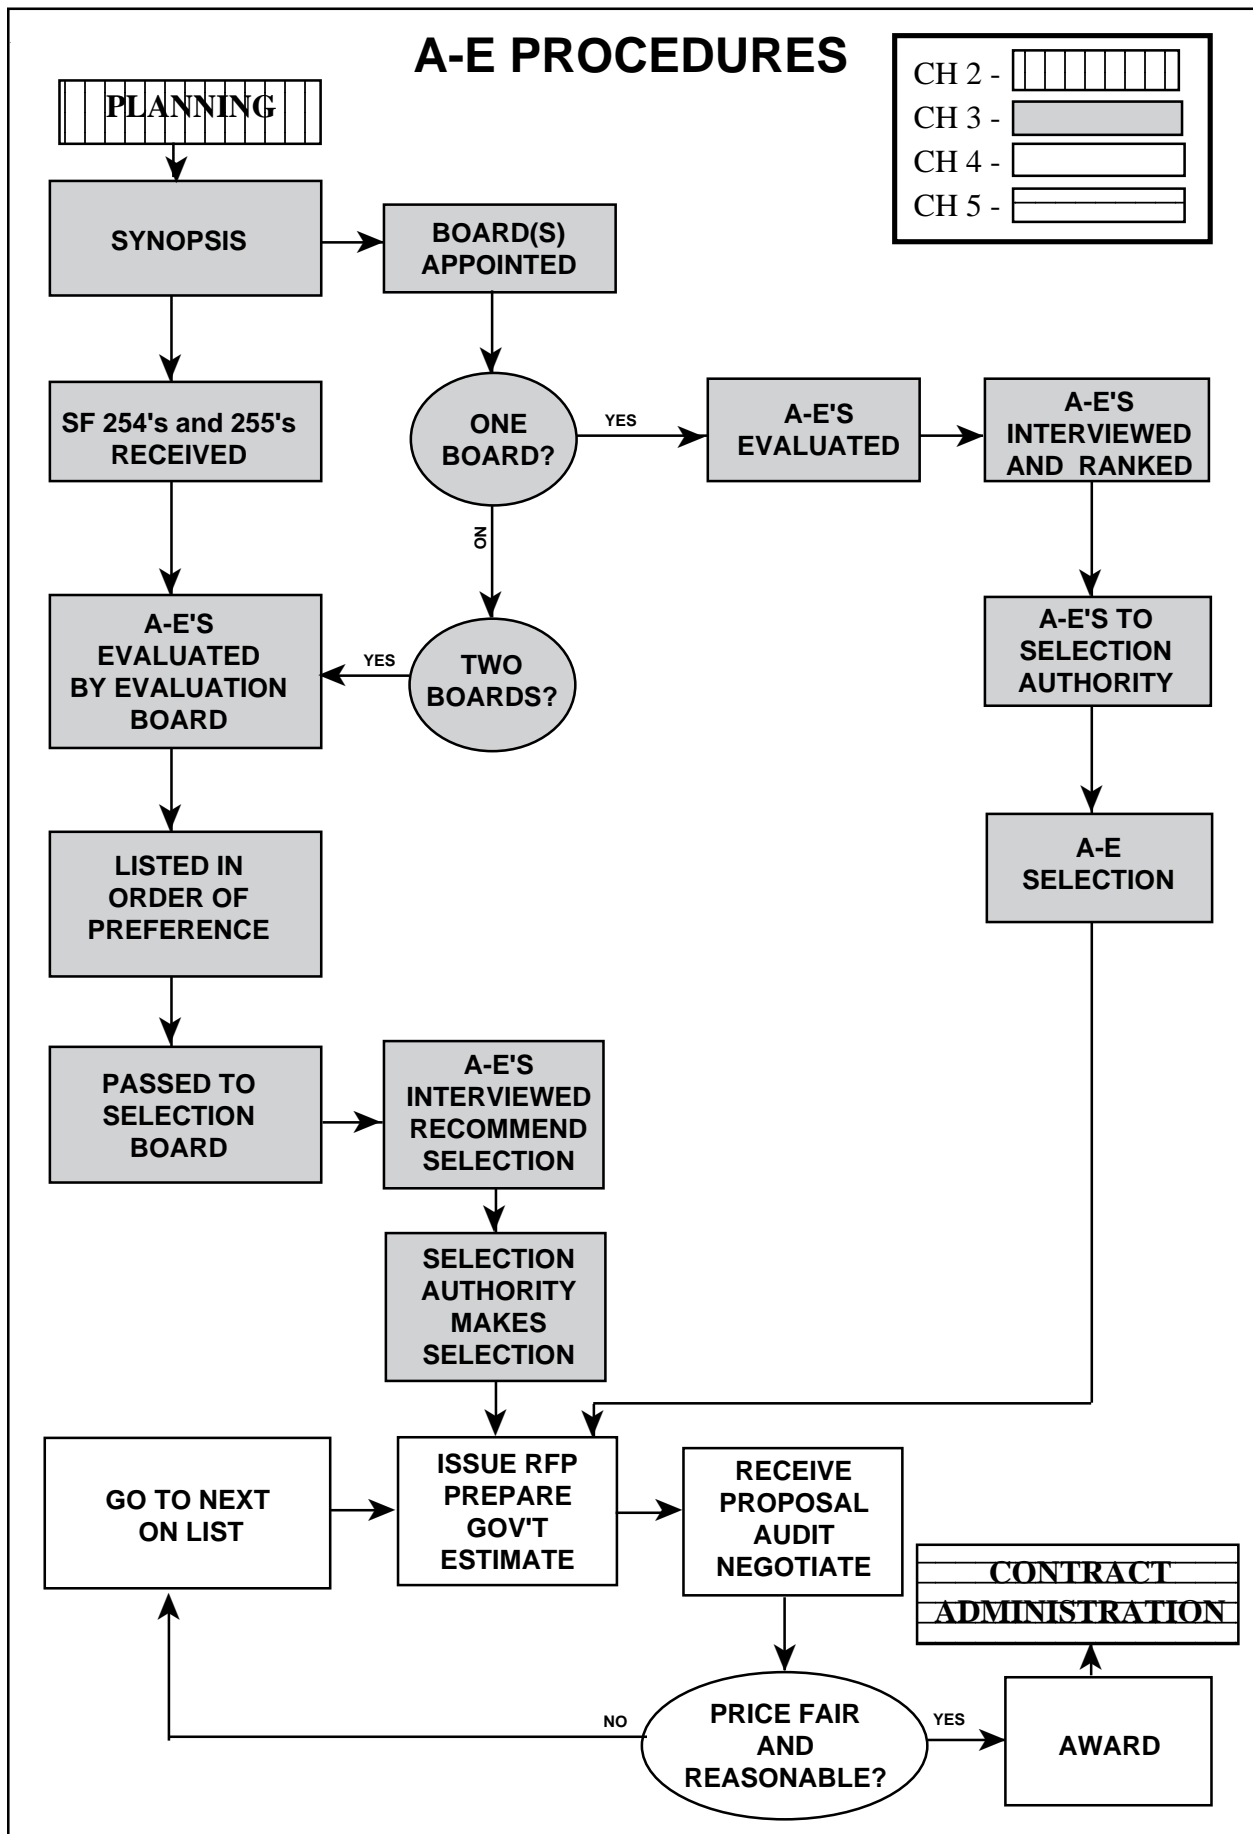 A-E PROCEDURES
CH 2 -
CH 3 -
CH 4 -
CH 5 -
PLANNING
SYNOPSIS
BOARD(S)
APPOINTED
SF 254's and 255's
RECEIVED
ONE
BOARD?
YES
A-E'S
EVALUATED
A-E'S
INTERVIEWED
AND RANKED
NO
A-E'S
EVALUATED
BY EVALUATION
BOARD
YES
TWO
BOARDS?
A-E'S TO
SELECTION
AUTHORITY
LISTED IN
ORDER OF
PREFERENCE
A-E
SELECTION
PASSED TO
SELECTION
BOARD
A-E'S
INTERVIEWED
RECOMMEND
SELECTION
SELECTION
AUTHORITY
MAKES
SELECTION
GO TO NEXT
ON LIST
ISSUE RFP
PREPARE
GOV'T
ESTIMATE
RECEIVE
PROPOSAL
AUDIT
NEGOTIATE
CONTRACT
ADMINISTRATION
NO
PRICE FAIR
AND
REASONABLE?
YES
AWARD